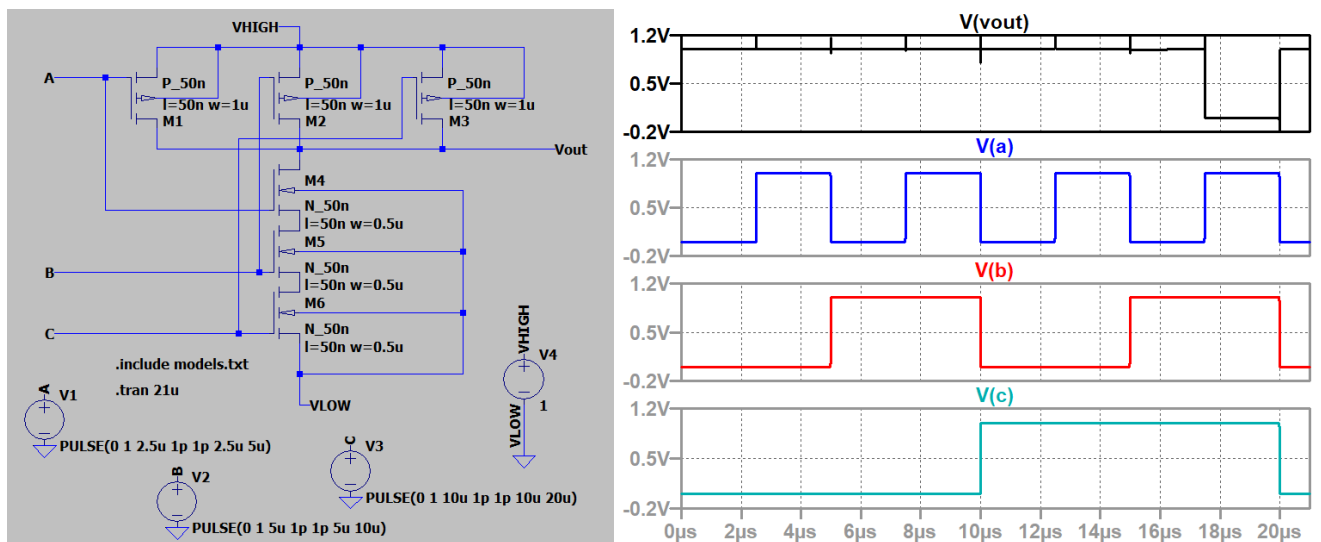 VHIGH
A
P_50n
l=50n w=1u
M1
P_50n
l=50n w=1u
M2
P_50n
l=50n w=1u
M3
Vout
M4
N_50n
l=50n w=0.5u
M5
B
N_50n
l=50n w=0.5u
M6
C
N_50n
l=50n w=0.5u
.include models.txt
.tran 21u
VLOW
A
V1
PULSE(0 1 2.5u 1p 1p 2.5u 5u)
B
V2
PULSE(0 1 5u 1p 1p 5u 10u)
C
V3
PULSE(0 1 10u 1p 1p 10u 20u)
VHIGH
V4
1
VLOW
V(vout)
1.2V
0.5V
-0.2V
V(a)
1.2V
0.5V
-0.2V
V(b)
1.2V
0.5V
-0.2V
V(c)
1.2V
0.5V
-0.2V
0µs 2µs 4µs 6µs 8µs 10µs 12µs 14µs 16µs 18µs 20µs